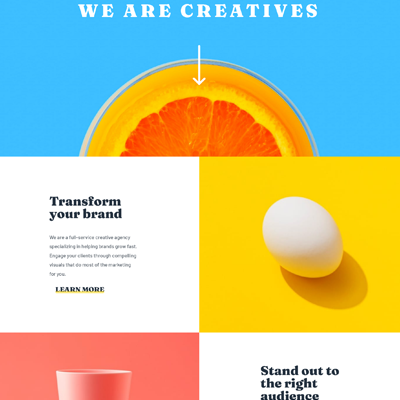 WE ARE CREATIVES
Transform
your brand
We are a full-service creative agency
specializing in helping brands grow fast.
Engage your clients through compelling
visuals that do most of the marketing
for you.
LEARN MORE
Stand out to
the right
audience